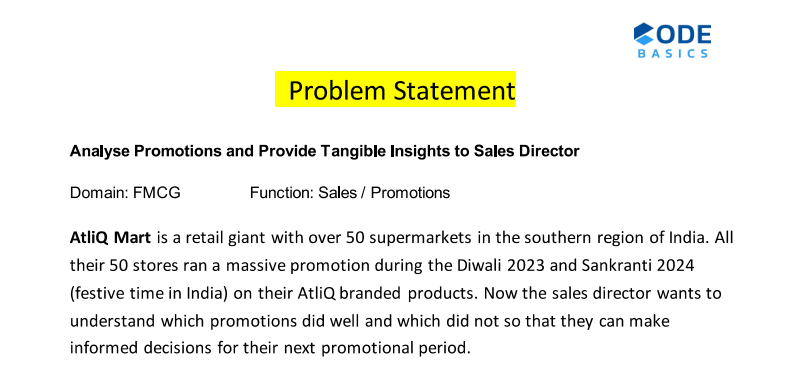 CODE
BASICS
Problem Statement
Analyse Promotions and Provide Tangible Insights to Sales Director
Domain: FMCG Function: Sales / Promotions
AtliQ Mart is a retail giant with over 50 supermarkets in the southern region of India. All
their 50 stores ran a massive promotion during the Diwali 2023 and Sankranti 2024
(festive time in India) on their AtliQ branded products. Now the sales director wants to
understand which promotions did well and which did not so that they can make
informed decisions for their next promotional period.